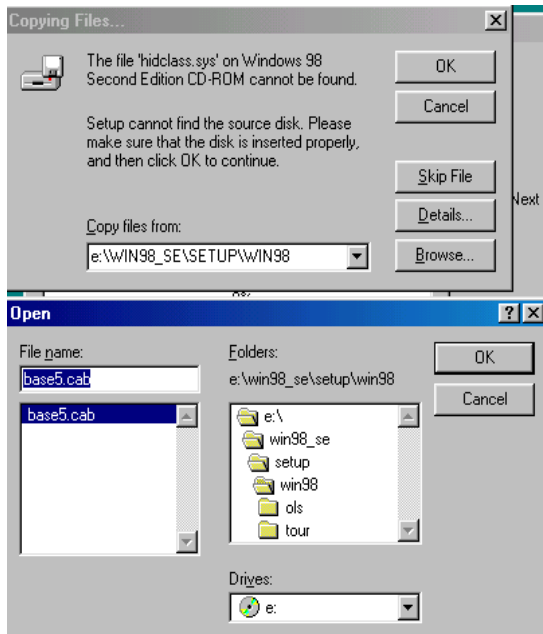 Copying Files...
The file 'hidclass.sys' on Windows 98
Second Edition CD-ROM cannot be found.
Setup cannot find the source disk. Please
make sure that the disk is inserted properly,
and then click OK to continue.
OK
Cancel
Skip File
Details...
Browse...
Next
Copy files from:
e:\WIN98_SE\SETUP\WIN98
Open
File name:
base5.cab
base5.cab
Folders:
e:\win98_se\setup\win98
e:\
win98_se
setup
win98
ols
tour
OK
Cancel
Drives:
e: